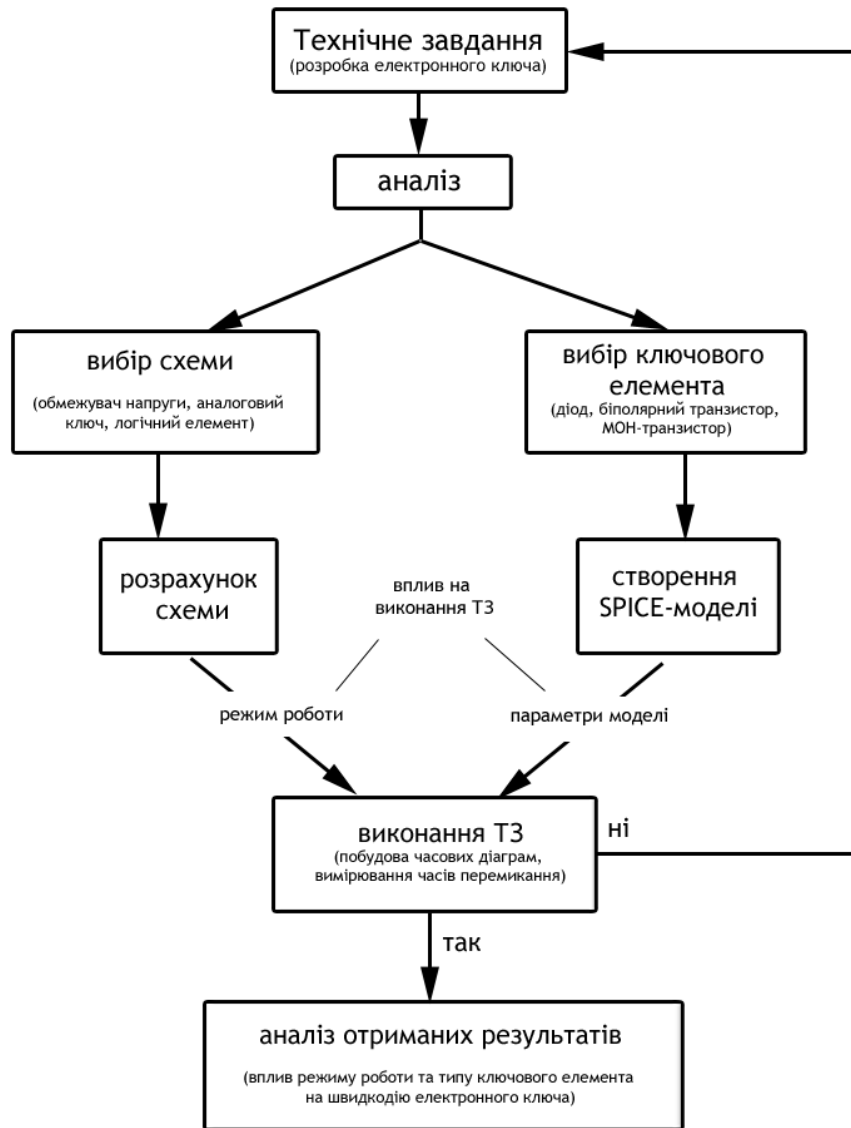 Технічне завдання
(розробка електронного ключа)
аналіз
вибір схеми
(обмежувач напруги, аналоговий
ключ, логічний елемент)
вибір ключового
елемента
(діод, біполярний транзистор,
МОН-транзистор)
розрахунок
схеми
вплив на
виконання ТЗ
створення
SPICE-моделі
режим роботи
параметри моделі
виконання ТЗ
(побудова часових діаграм,
вимірювання часів перемикання)
ні
так
аналіз отриманих результатів
(вплив режиму роботи та типу ключового елемента
на швидкодію електронного ключа)